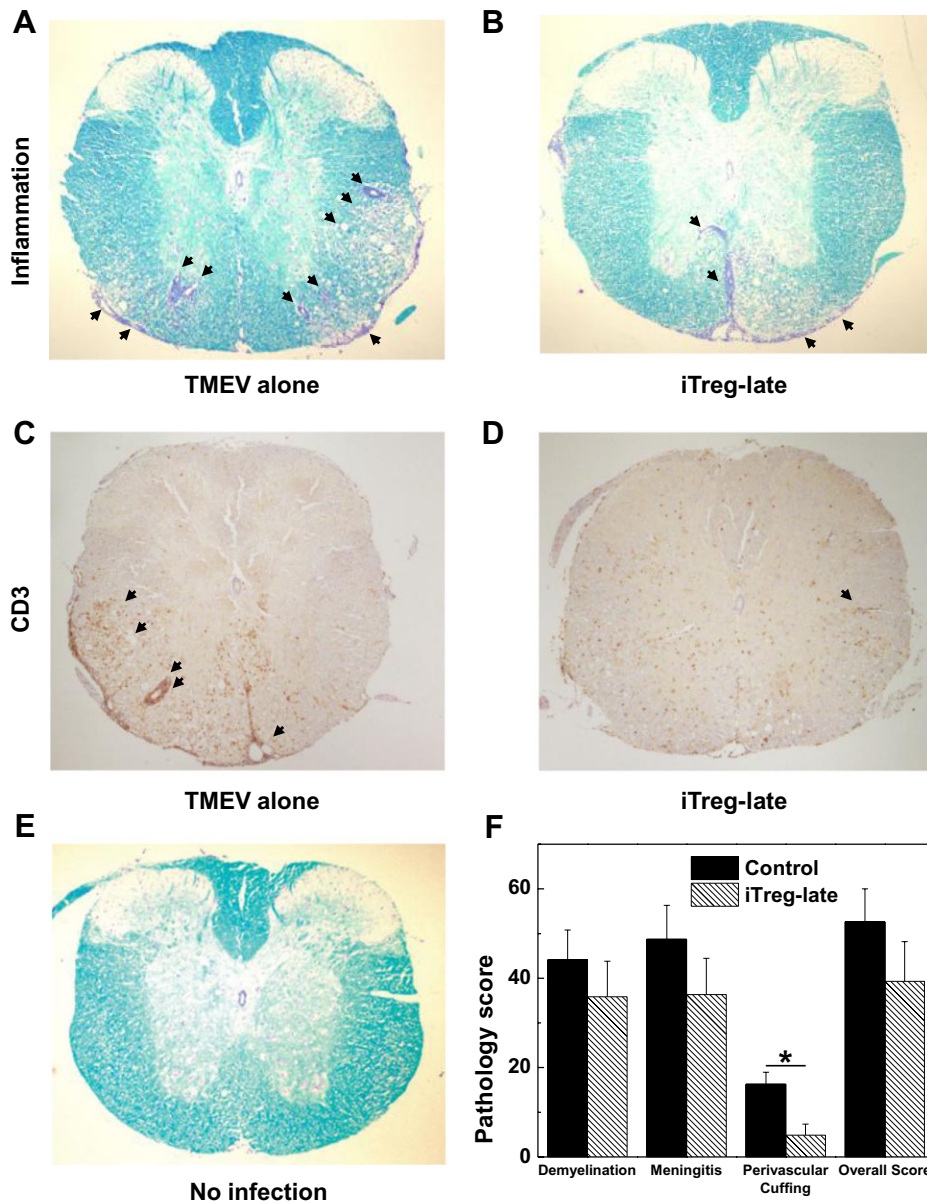 A
B
Inflammation
TMEV alone
iTreg-late
C
D
CD3
TMEV alone
iTreg-late
E
No infection
F
Control
iTreg-late
Pathology score
60
40
20
0
*
Demyelination Meningitis Perivascular Cuffing Overall Score